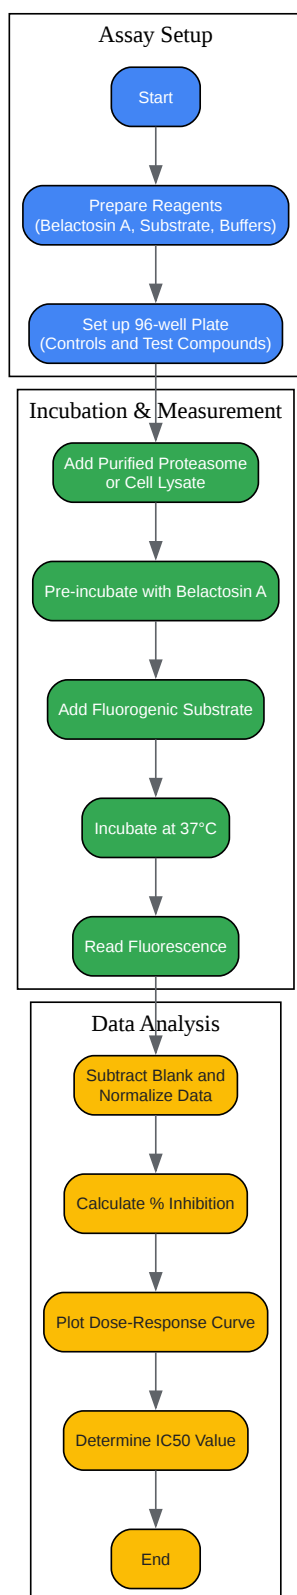 Assay Setup
Start
Prepare Reagents
(Belactosin A, Substrate, Buffers)
Set up 96-well Plate
(Controls and Test Compounds)
Incubation & Measurement
Add Purified Proteasome
or Cell Lysate
Pre-incubate with Belactosin A
Add Fluorogenic Substrate
Incubate at 37°C
Read Fluorescence
Data Analysis
Subtract Blank and
Normalize Data
Calculate % Inhibition
Plot Dose-Response Curve
Determine IC50 Value
End